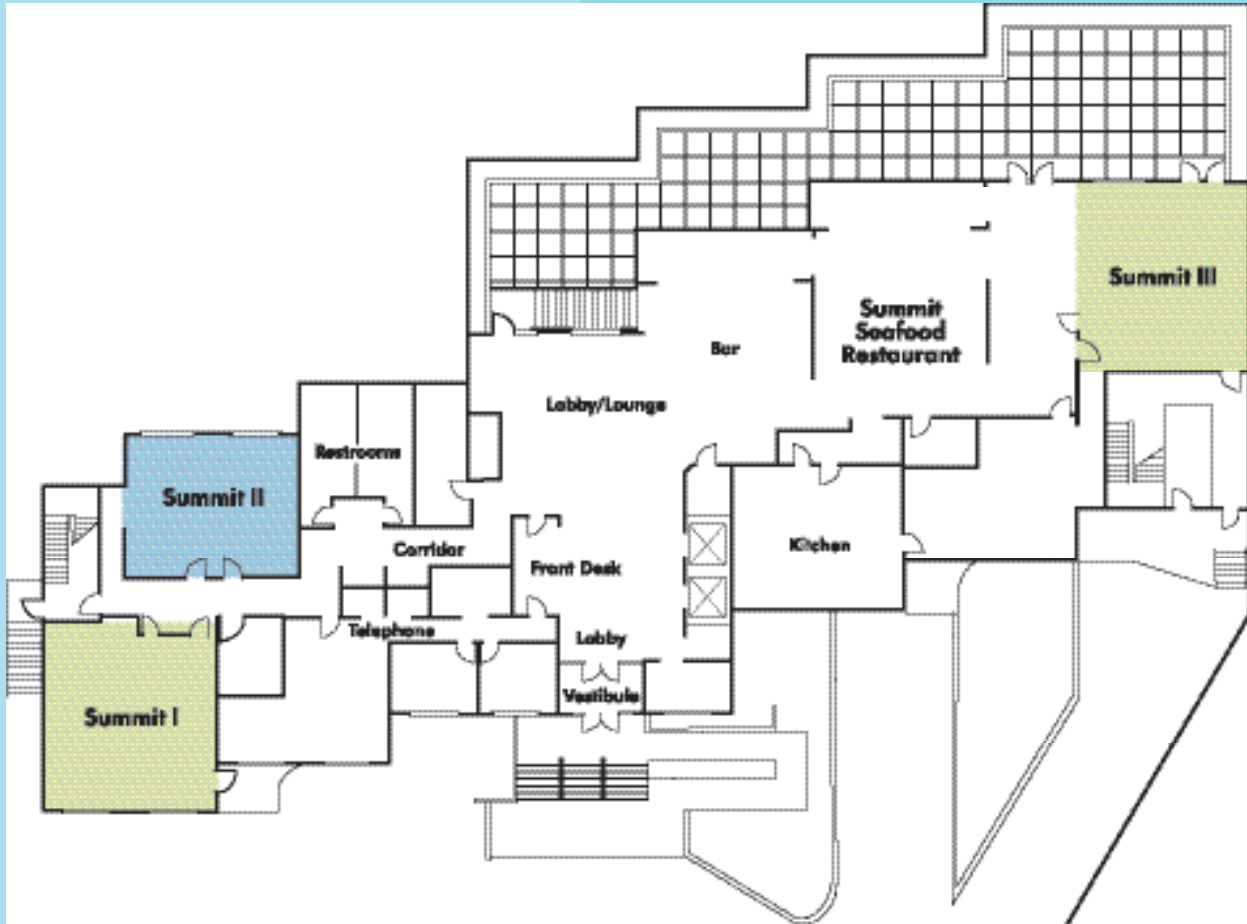 Summit III
Summit
Seafood
Restaurant
Bar
Lobby/Lounge
Restrooms
Summit II
Corridor
Kitchen
Front Desk
Telephone
Lobby
Vestibule
Summit I